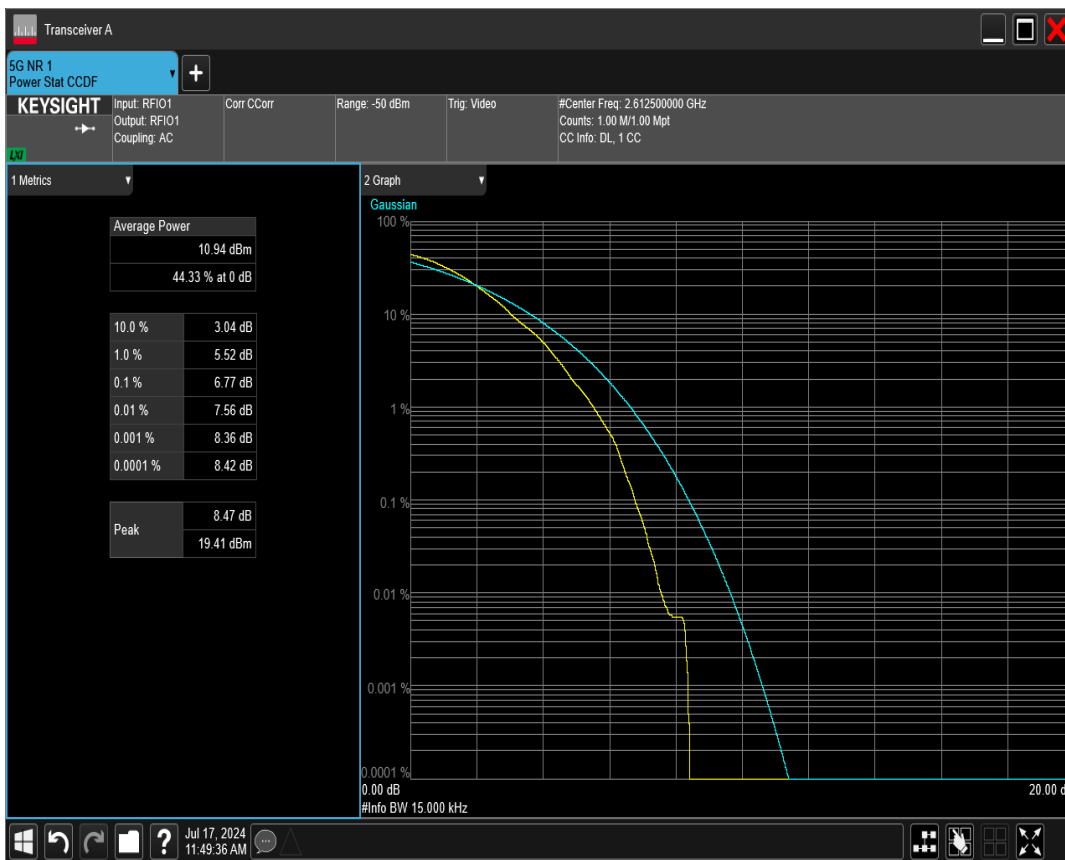 Transceiver A
5G NR 1
Power Stat CCDF
KEYSIGHT
LXI
Input: RFIO1
Output: RFIO1
Coupling: AC
Corr CCorr
Range: -50 dBm
Trig: Video
#Center Freq: 2.612500000 GHz
Counts: 1.00 M/1.00 Mpt
CC Info: DL, 1 CC
1 Metrics
Average Power
10.94 dBm
44.33 % at 0 dB
10.0 % 3.04 dB
1.0 % 5.52 dB
0.1 % 6.77 dB
0.01 % 7.56 dB
0.001 % 8.36 dB
0.0001 % 8.42 dB
Peak
8.47 dB
19.41 dBm
2 Graph
Gaussian
100 %
10 %
1 %
0.1 %
0.01 %
0.001 %
0.0001 %
0.00 dB 20.00 d
#Info BW 15.000 kHz
Jul 17, 2024
11:49:36 AM